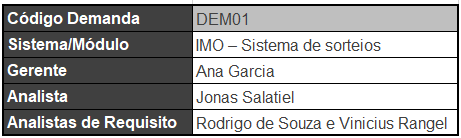 Código Demanda DEM01
Sistema/Módulo IMO – Sistema de sorteios
Gerente Ana Garcia
Analista Jonas Salatiel
Analistas de Requisito Rodrigo de Souza e Vinicius Rangel